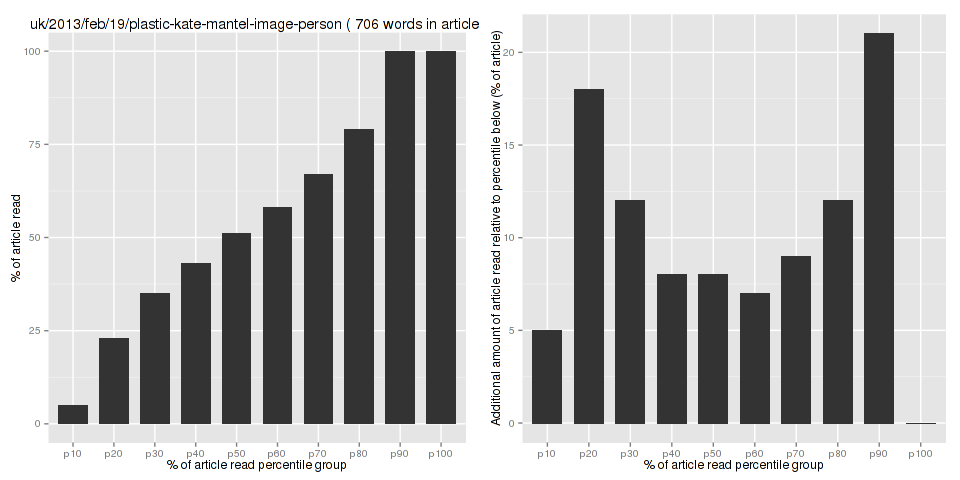 uk/2013/feb/19/plastic-kate-mantel-image-person ( 706 words in article
100
75
50
25
0
% of article read
p10 p20 p30 p40 p50 p60 p70 p80 p90 p100
% of article read percentile group
20
15
10
5
0
Additional amount of article read relative to percentile below (% of article)
p10 p20 p30 p40 p50 p60 p70 p80 p90 p100
% of article read percentile group